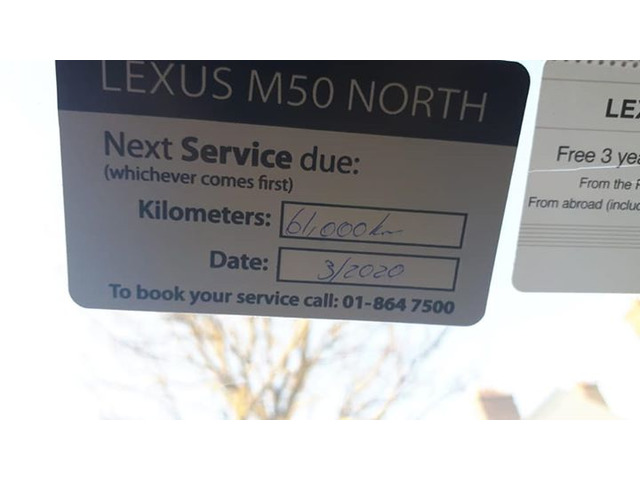 LEXUS M50 NORTH
Next Service due:
(whichever comes first)
Kilometers: 61,000km
Date: 3/2020
To book your service call: 01-864 7500
LEX
Free 3 yea
From the
From abroad (includ